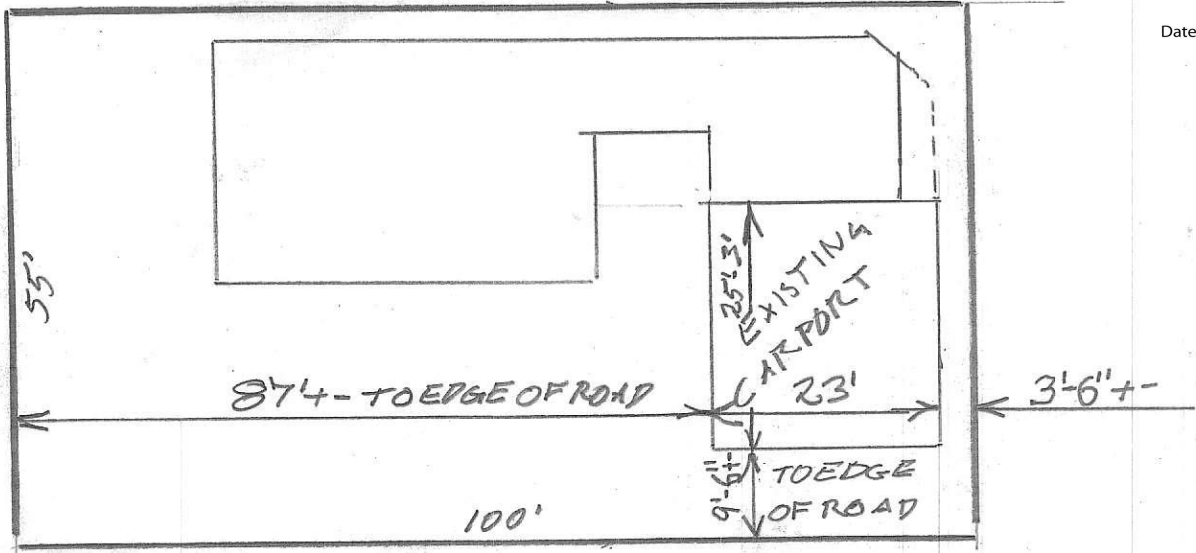 Date
55'
25'-3"
EXISTING
CARPORT
87'+- TO EDGE OF ROAD
23'
3'-6"+-
9'-6"+-
TO EDGE
OF ROAD
100'